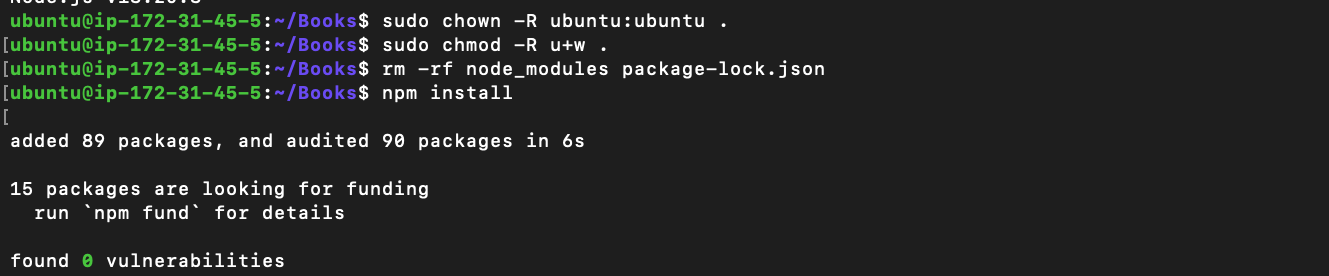 ubuntu@ip-172-31-45-5:~/Books$ sudo chown -R ubuntu:ubuntu .
[ubuntu@ip-172-31-45-5:~/Books$ sudo chmod -R u+w .
[ubuntu@ip-172-31-45-5:~/Books$ rm -rf node_modules package-lock.json
[ubuntu@ip-172-31-45-5:~/Books$ npm install
[
added 89 packages, and audited 90 packages in 6s
15 packages are looking for funding
run `npm fund` for details
found 0 vulnerabilities